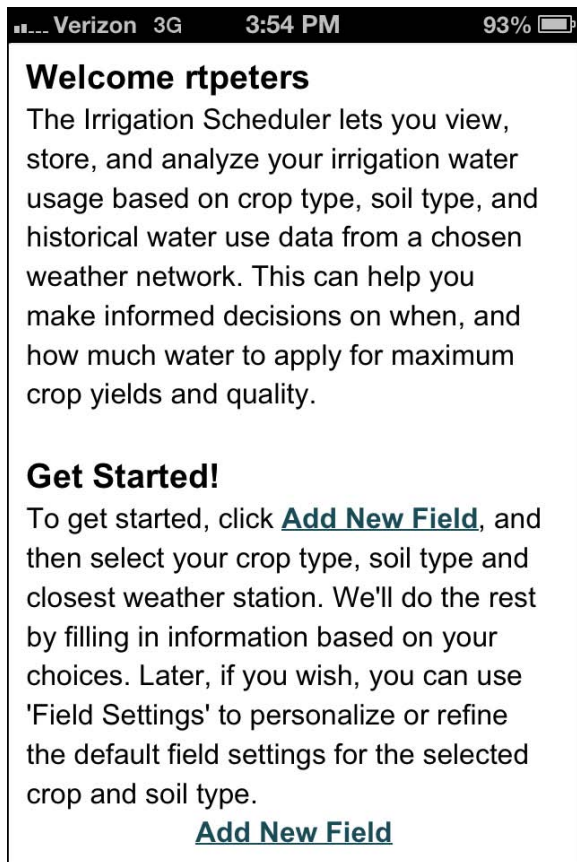 Verizon 3G 3:54 PM 93%
Welcome rtpeters
The Irrigation Scheduler lets you view,
store, and analyze your irrigation water
usage based on crop type, soil type, and
historical water use data from a chosen
weather network. This can help you
make informed decisions on when, and
how much water to apply for maximum
crop yields and quality.
Get Started!
To get started, click Add New Field, and
then select your crop type, soil type and
closest weather station. We'll do the rest
by filling in information based on your
choices. Later, if you wish, you can use
'Field Settings' to personalize or refine
the default field settings for the selected
crop and soil type.
Add New Field